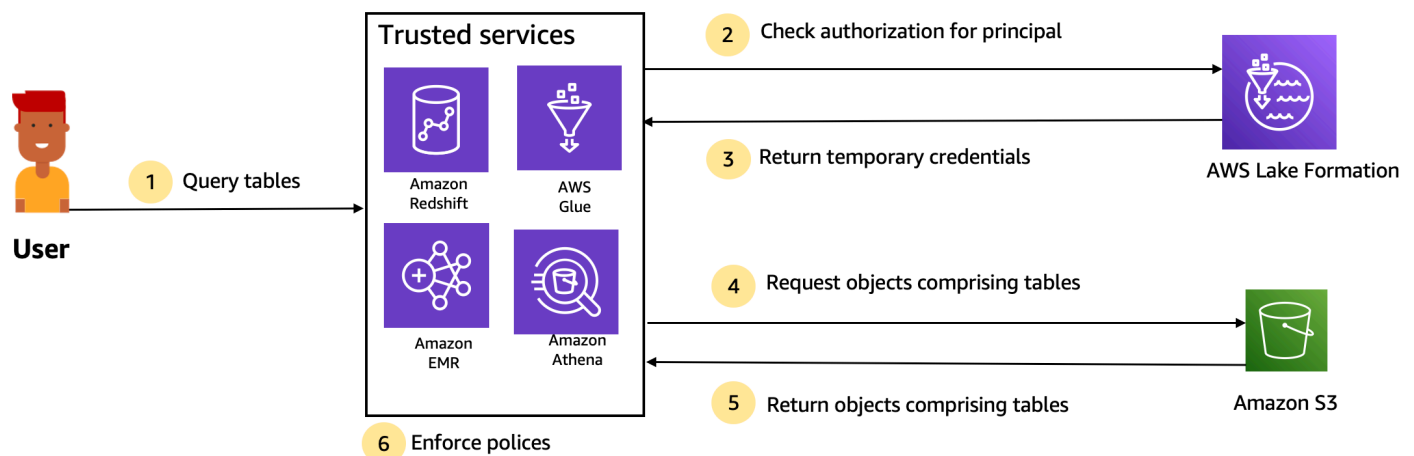 Trusted services
2 Check authorization for principal
Amazon
Redshift
AWS
Glue
3 Return temporary credentials
AWS Lake Formation
1 Query tables
User
Amazon
EMR
Amazon
Athena
4 Request objects comprising tables
5 Return objects comprising tables
Amazon S3
6 Enforce polices